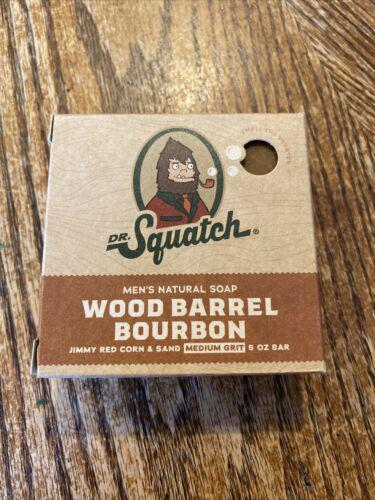 DR.
Squatch®
MEN'S NATURAL SOAP
WOOD BARREL
BOURBON
JIMMY RED CORN & SAND MEDIUM GRIT 5 OZ BAR